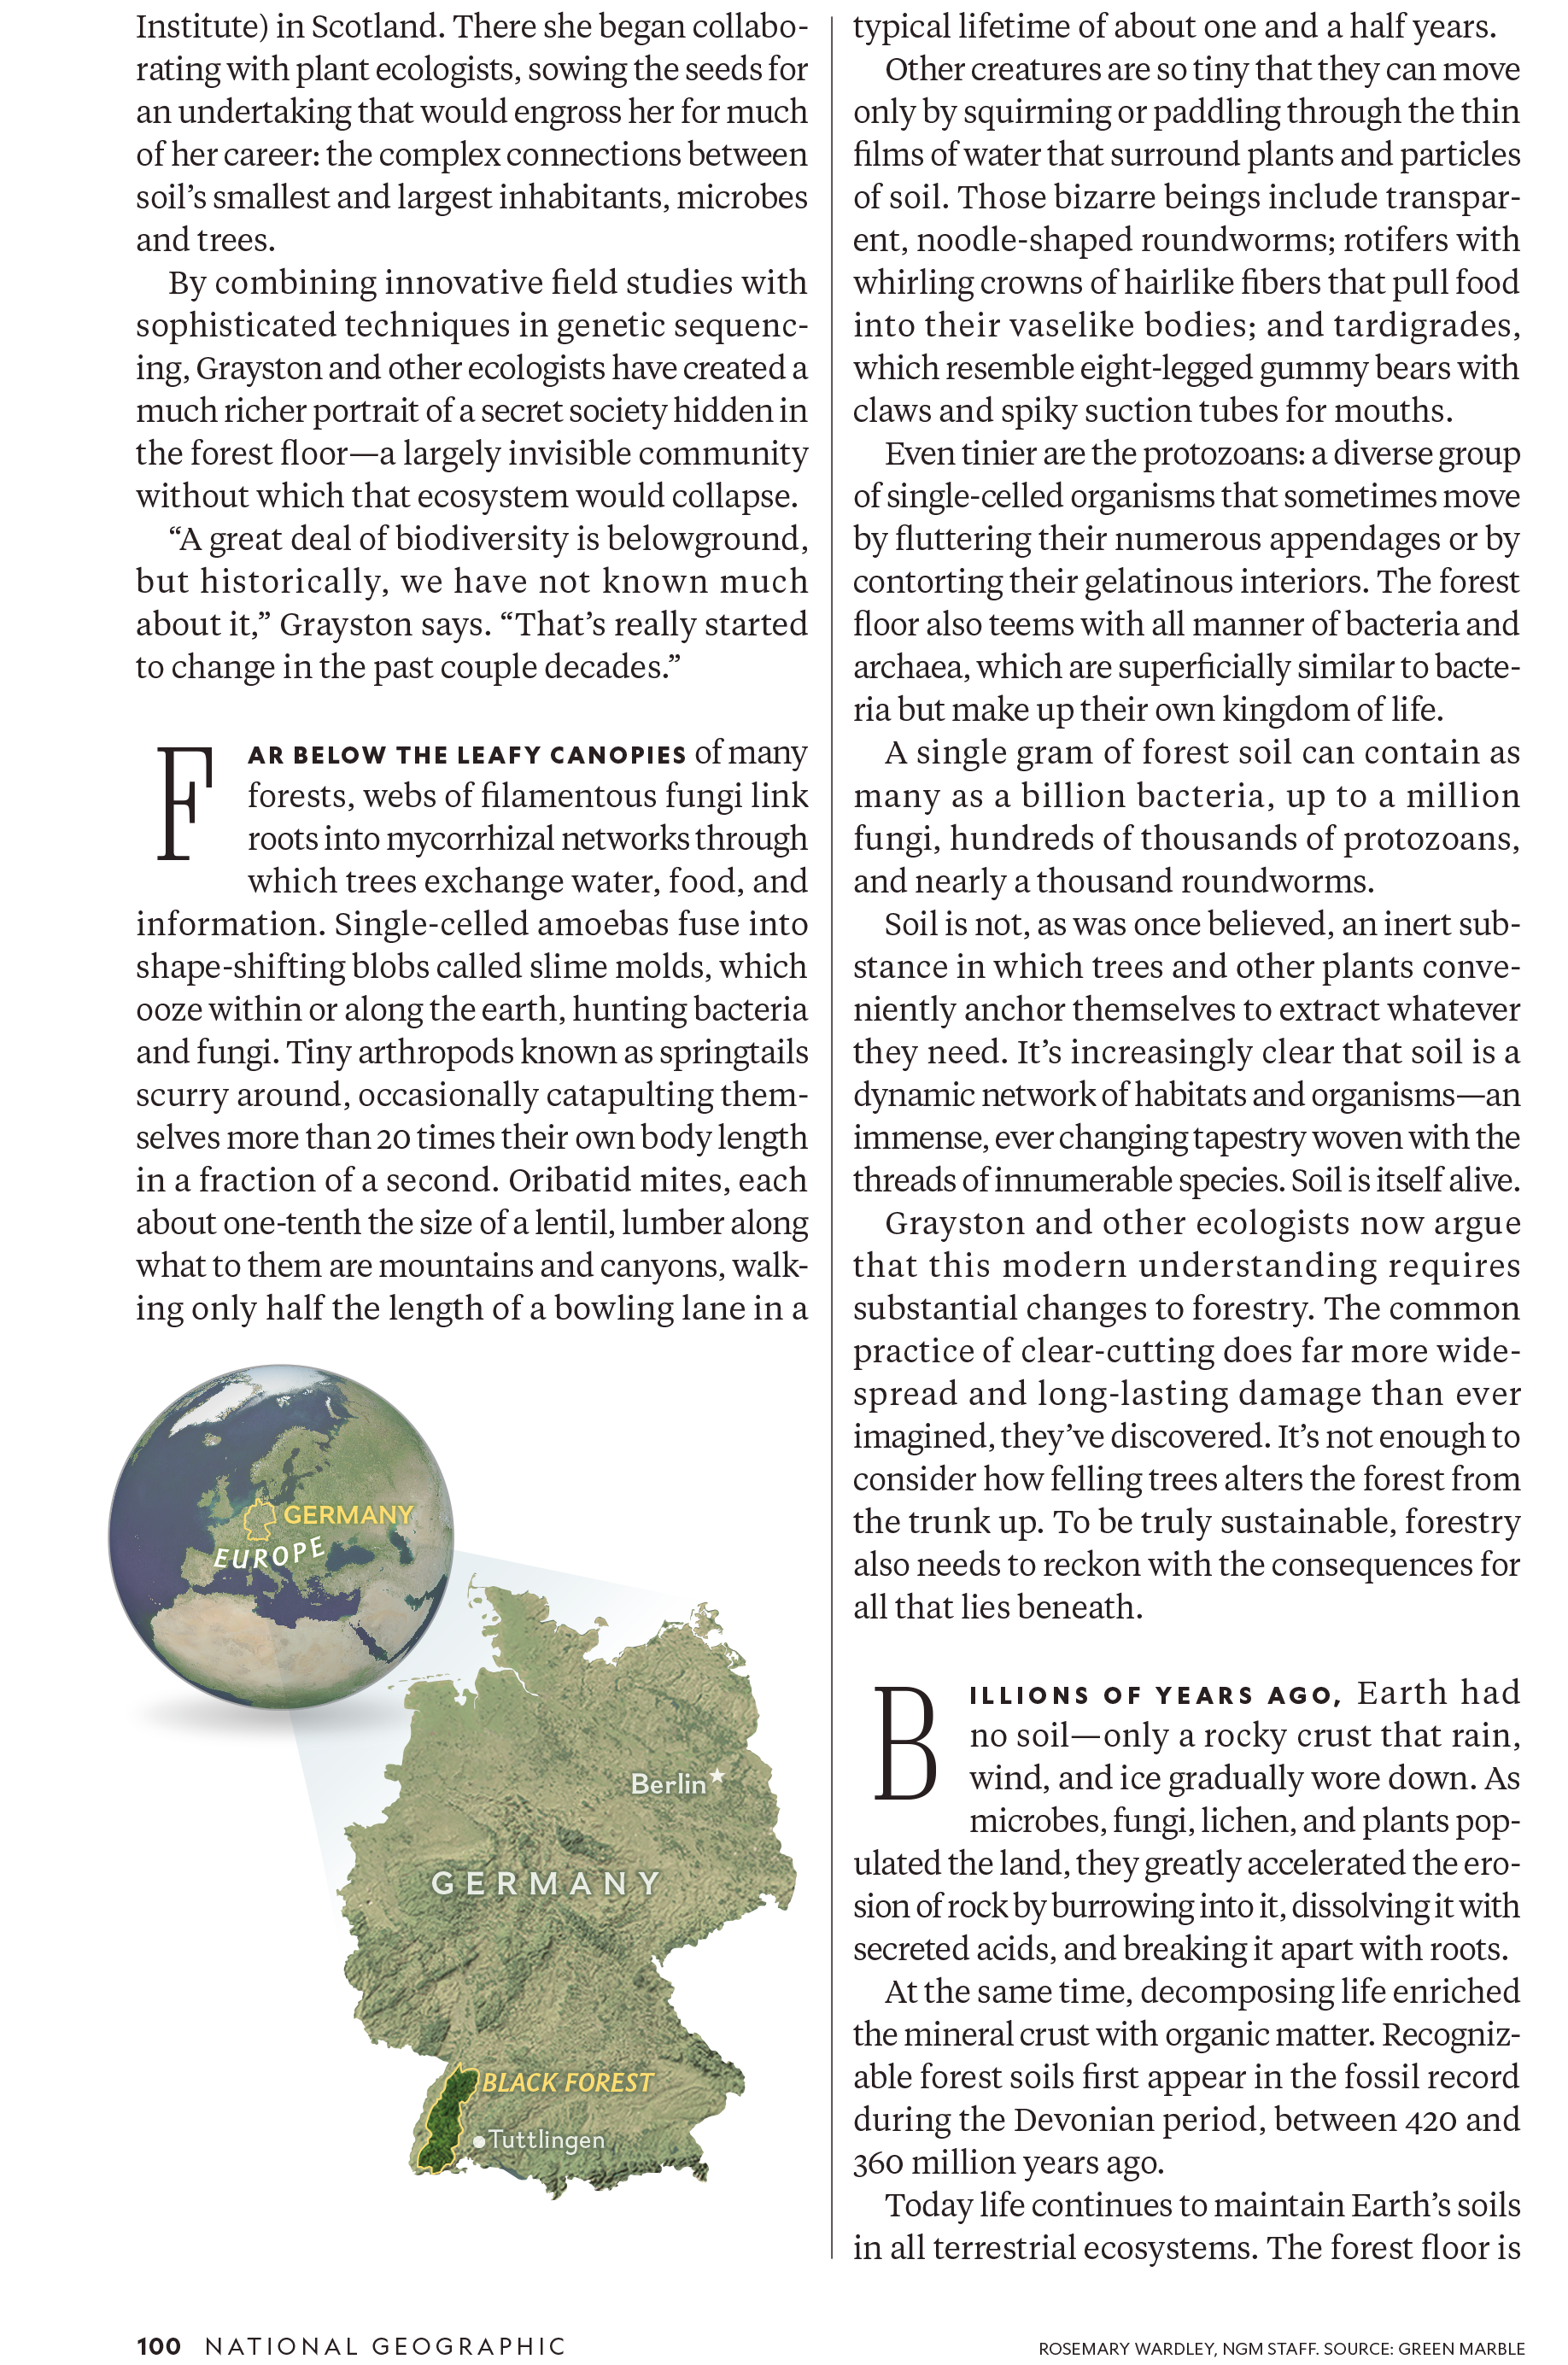 Institute) in Scotland. There she began collabo-
rating with plant ecologists, sowing the seeds for
an undertaking that would engross her for much
of her career: the complex connections between
soil’s smallest and largest inhabitants, microbes
and trees.
By combining innovative field studies with
sophisticated techniques in genetic sequenc-
ing, Grayston and other ecologists have created a
much richer portrait of a secret society hidden in
the forest floor—a largely invisible community
without which that ecosystem would collapse.
“A great deal of biodiversity is belowground,
but historically, we have not known much
about it,” Grayston says. “That’s really started
to change in the past couple decades.”
FAR BELOW THE LEAFY CANOPIES of many
forests, webs of filamentous fungi link
roots into mycorrhizal networks through
which trees exchange water, food, and
information. Single-celled amoebas fuse into
shape-shifting blobs called slime molds, which
ooze within or along the earth, hunting bacteria
and fungi. Tiny arthropods known as springtails
scurry around, occasionally catapulting them-
selves more than 20 times their own body length
in a fraction of a second. Oribatid mites, each
about one-tenth the size of a lentil, lumber along
what to them are mountains and canyons, walk-
ing only half the length of a bowling lane in a
GERMANY
EUROPE
Berlin
GERMANY
BLACK FOREST
Tuttlingen
typical lifetime of about one and a half years.
Other creatures are so tiny that they can move
only by squirming or paddling through the thin
films of water that surround plants and particles
of soil. Those bizarre beings include transpar-
ent, noodle-shaped roundworms; rotifers with
whirling crowns of hairlike fibers that pull food
into their vaselike bodies; and tardigrades,
which resemble eight-legged gummy bears with
claws and spiky suction tubes for mouths.
Even tinier are the protozoans: a diverse group
of single-celled organisms that sometimes move
by fluttering their numerous appendages or by
contorting their gelatinous interiors. The forest
floor also teems with all manner of bacteria and
archaea, which are superficially similar to bacte-
ria but make up their own kingdom of life.
A single gram of forest soil can contain as
many as a billion bacteria, up to a million
fungi, hundreds of thousands of protozoans,
and nearly a thousand roundworms.
Soil is not, as was once believed, an inert sub-
stance in which trees and other plants conve-
niently anchor themselves to extract whatever
they need. It’s increasingly clear that soil is a
dynamic network of habitats and organisms—an
immense, ever changing tapestry woven with the
threads of innumerable species. Soil is itself alive.
Grayston and other ecologists now argue
that this modern understanding requires
substantial changes to forestry. The common
practice of clear-cutting does far more wide-
spread and long-lasting damage than ever
imagined, they’ve discovered. It’s not enough to
consider how felling trees alters the forest from
the trunk up. To be truly sustainable, forestry
also needs to reckon with the consequences for
all that lies beneath.
BILLIONS OF YEARS AGO, Earth had
no soil—only a rocky crust that rain,
wind, and ice gradually wore down. As
microbes, fungi, lichen, and plants pop-
ulated the land, they greatly accelerated the ero-
sion of rock by burrowing into it, dissolving it with
secreted acids, and breaking it apart with roots.
At the same time, decomposing life enriched
the mineral crust with organic matter. Recogniz-
able forest soils first appear in the fossil record
during the Devonian period, between 420 and
360 million years ago.
Today life continues to maintain Earth’s soils
in all terrestrial ecosystems. The forest floor is
100 NATIONAL GEOGRAPHIC
ROSEMARY WARDLEY, NGM STAFF. SOURCE: GREEN MARBLE